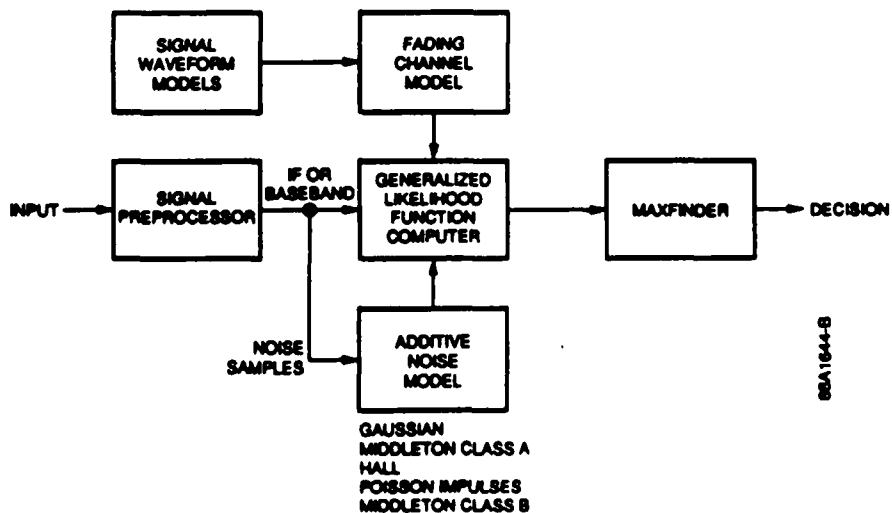 SIGNAL
WAVEFORM
MODELS
FADING
CHANNEL
MODEL
INPUT
SIGNAL
PREPROCESSOR
IF OR
BASEBAND
GENERALIZED
LIKELIHOOD
FUNCTION
COMPUTER
MAXFINDER
DECISION
NOISE
SAMPLES
ADDITIVE
NOISE
MODEL
GAUSSIAN
MIDDLETON CLASS A
HALL
POISSON IMPULSES
MIDDLETON CLASS B
88A1644-B